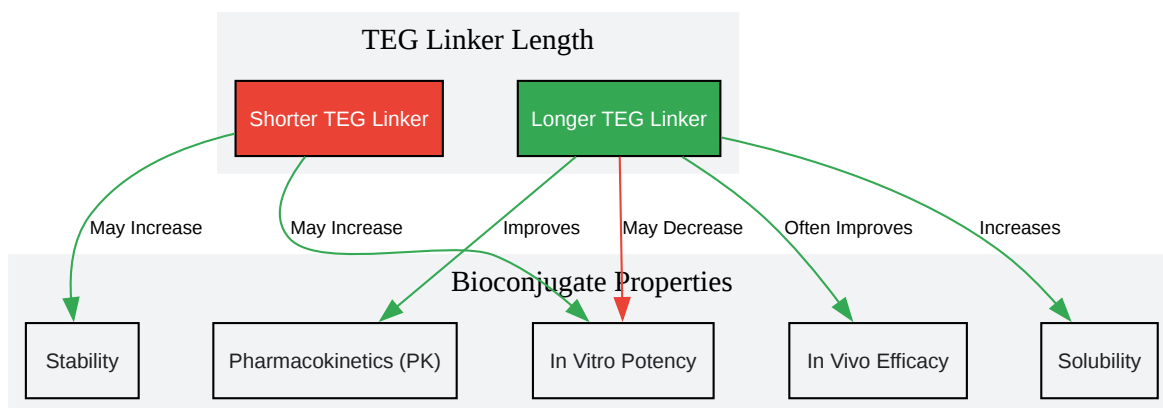 TEG Linker Length
Shorter TEG Linker
Longer TEG Linker
May Increase
May Increase
Improves
May Decrease
Often Improves
Increases
Bioconjugate Properties
Stability
Pharmacokinetics (PK)
In Vitro Potency
In Vivo Efficacy
Solubility